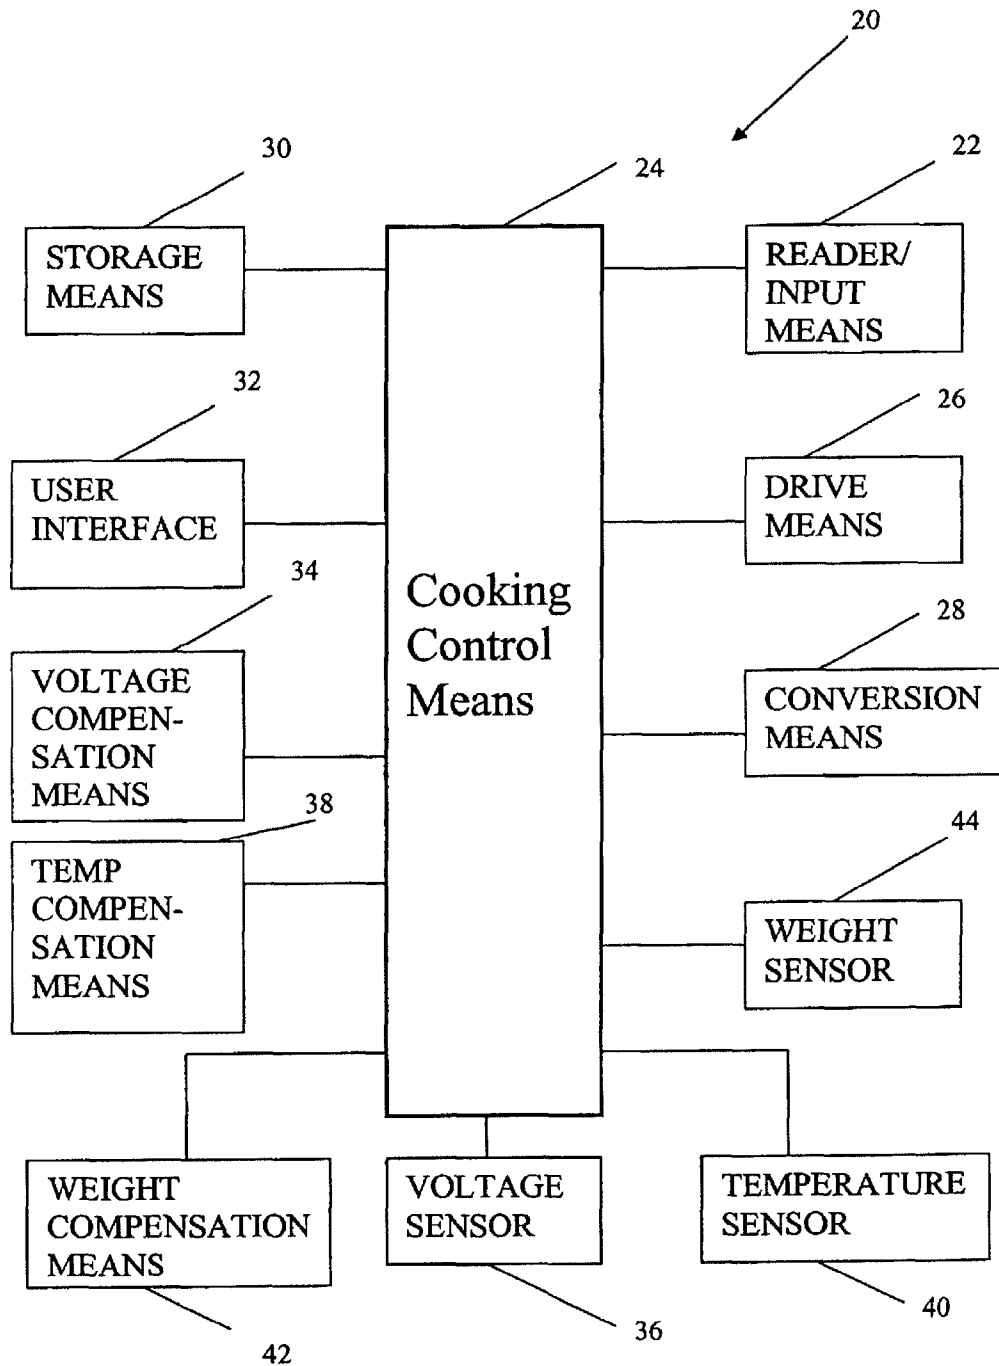 20
30
24
22
STORAGE
MEANS
READER/
INPUT
MEANS
32
26
USER
INTERFACE
DRIVE
MEANS
34
Cooking
Control
Means
28
VOLTAGE
COMPEN-
SATION
MEANS
CONVERSION
MEANS
38
44
TEMP
COMPEN-
SATION
MEANS
WEIGHT
SENSOR
WEIGHT
COMPENSATION
MEANS
VOLTAGE
SENSOR
TEMPERATURE
SENSOR
42
36
40